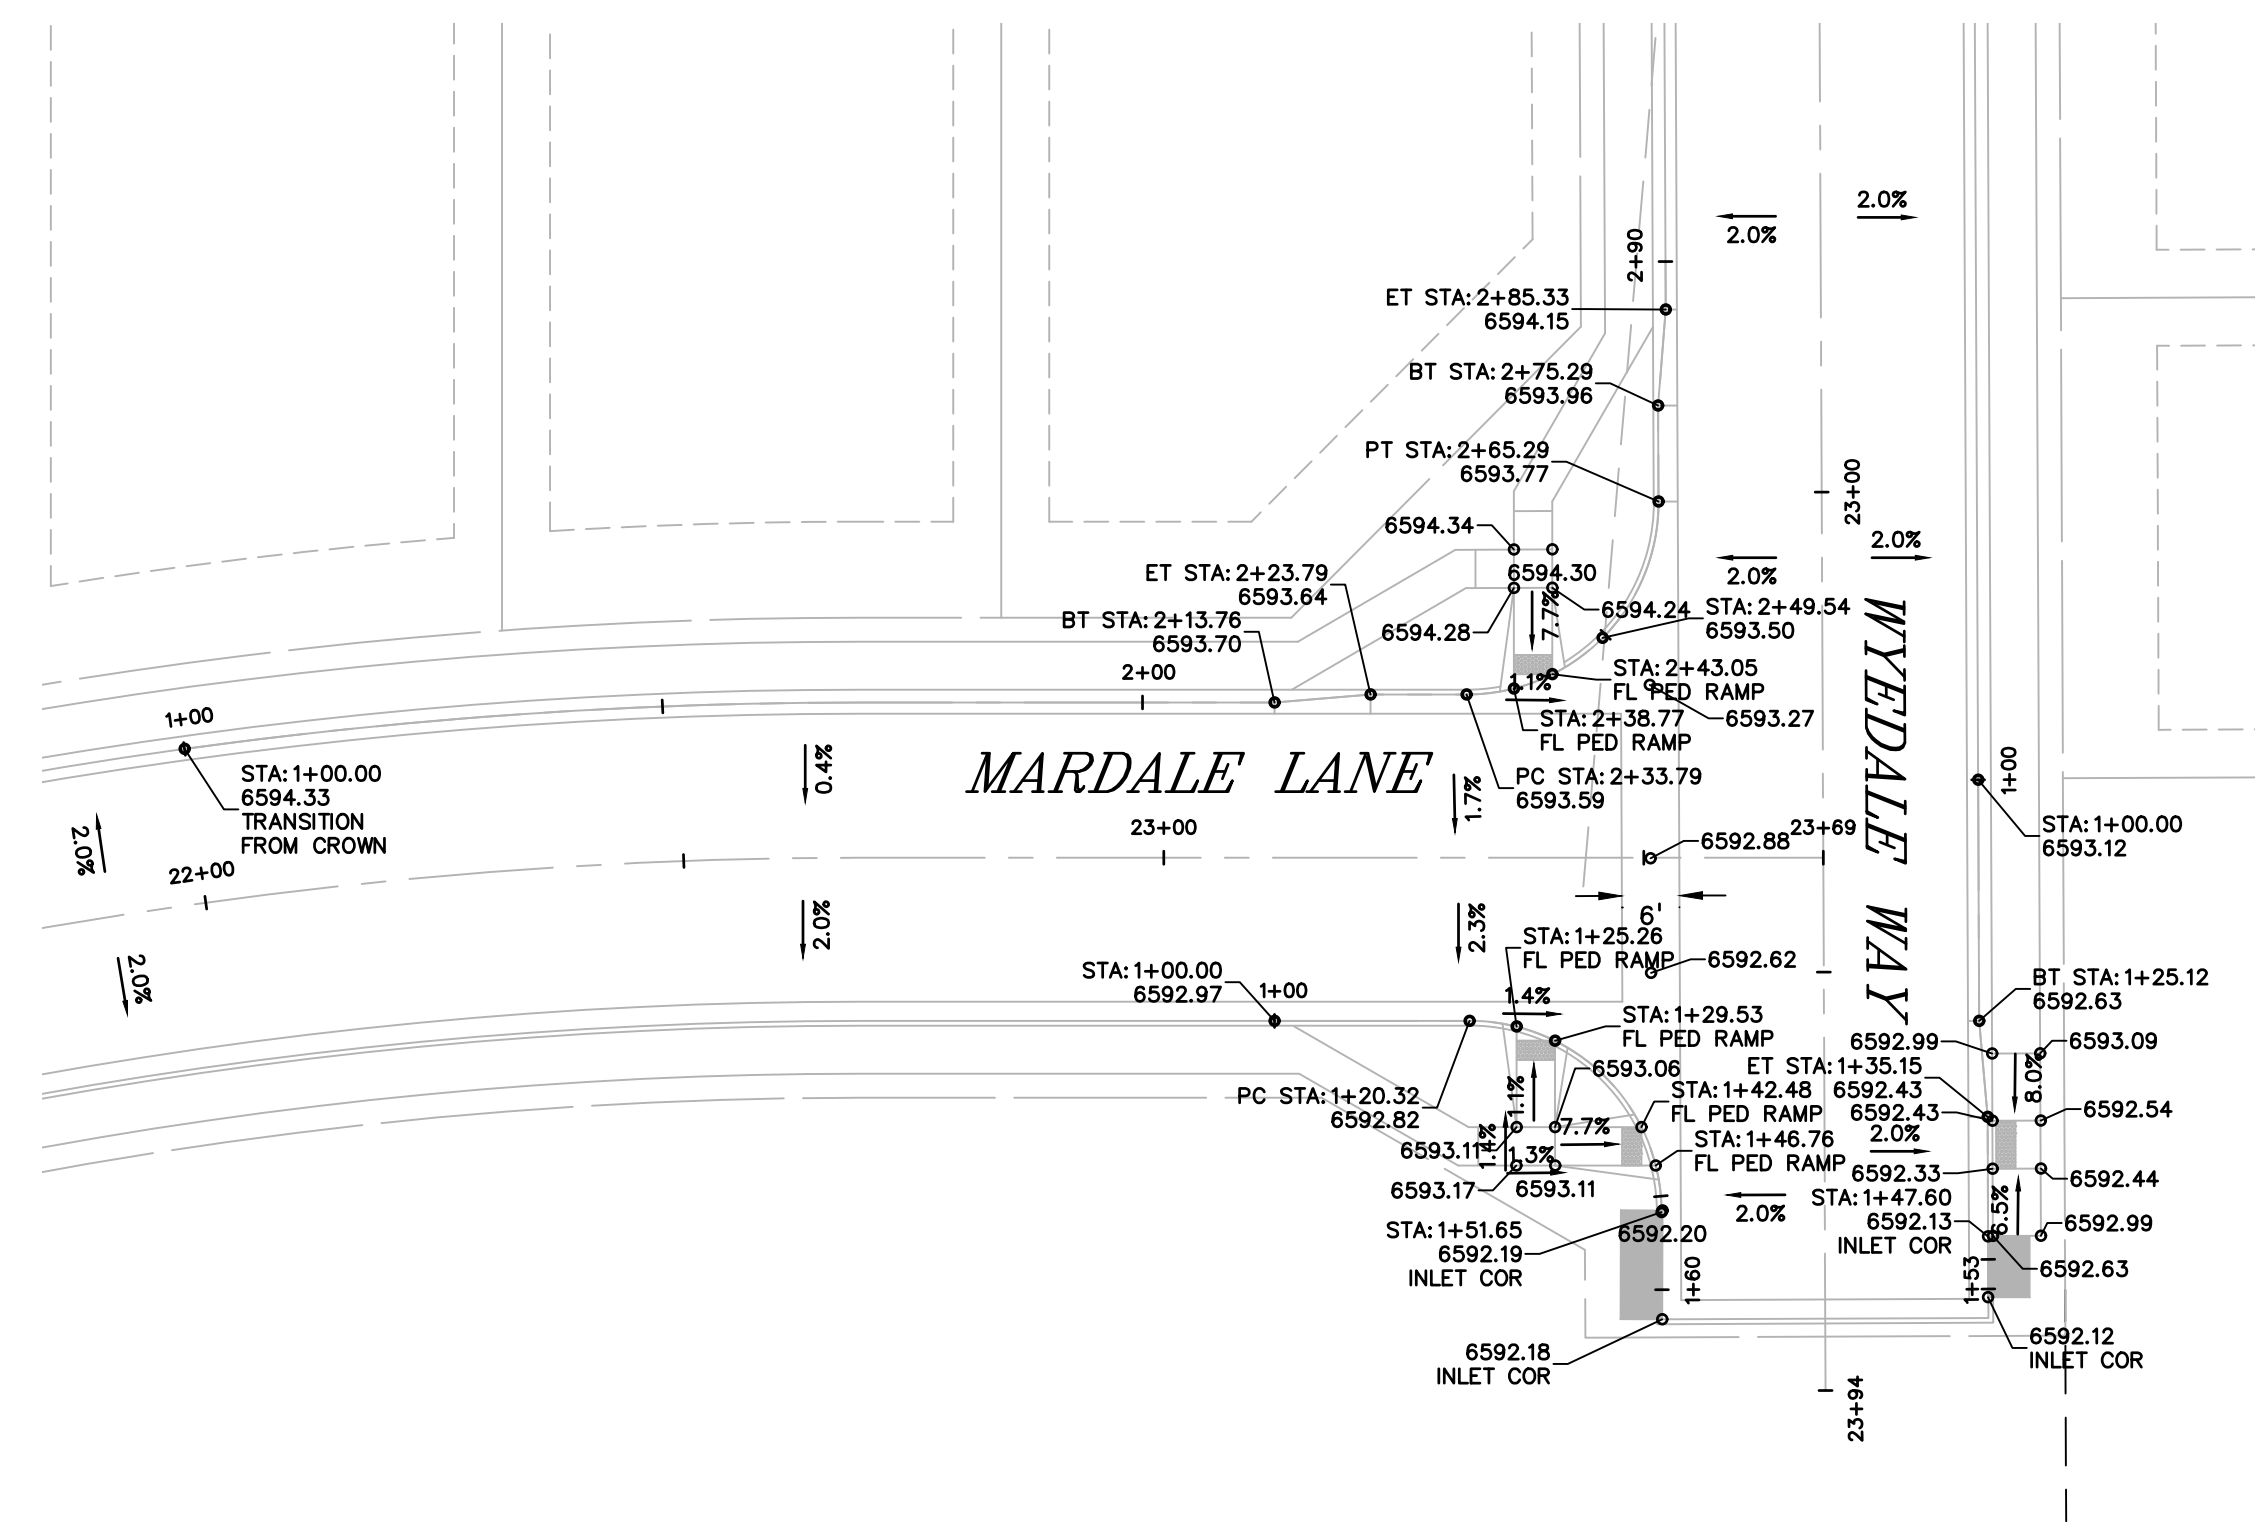 2.0%
2.0%
2+90
ET STA:2+85.33
6594.15
BT STA:2+75.29
6593.96
PT STA:2+65.29
6593.77
23+00
6594.34
2.0%
2.0%
ET STA:2+23.79
6593.64
6594.30
7.7%
6594.24
STA:2+49.54
6593.50
BT STA:2+13.76
6593.70
6594.28
2+00
STA:2+43.05
FL PED RAMP
1.1%
6593.27
1+00
STA:2+38.77
FL PED RAMP
WYEDALE WAY
MARDALE LANE
0.4%
STA:1+00.00
6594.33
TRANSITION
FROM CROWN
PC STA:2+33.79
6593.59
1.7%
1+00
STA:1+00.00
6593.12
2.0%
22+00
23+00
6592.88
23+69
2.0%
2.0%
2.3%
6'
STA:1+25.26
FL PED RAMP
6592.62
STA:1+00.00
6592.97
1+00
1.4%
BT STA:1+25.12
6592.63
STA:1+29.53
FL PED RAMP
6592.99
6593.09
ET STA:1+35.15
6592.43
8.0%
6593.06
PC STA:1+20.32
6592.82
1.1%
STA:1+42.48
FL PED RAMP
6592.43
6592.54
7.7%
6593.11
1.4%
1.3%
STA:1+46.76
FL PED RAMP
2.0%
6593.17
6593.11
6592.33
6592.44
STA:1+47.60
6592.13
INLET COR
6.5%
2.0%
6592.99
STA:1+51.65
6592.19
INLET COR
6592.20
1+60
1+53
6592.63
6592.18
INLET COR
6592.12
INLET COR
23+94